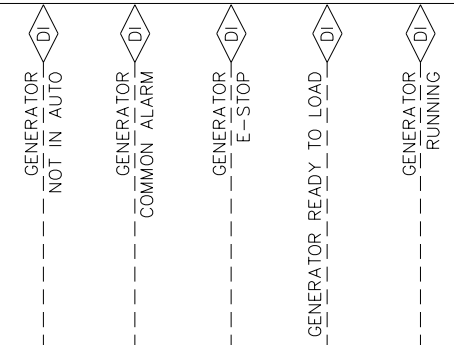 DI
GENERATOR
NOT IN AUTO
DI
GENERATOR
COMMON ALARM
DI
GENERATOR
E-STOP
DI
GENERATOR READY TO LOAD
DI
GENERATOR
RUNNING